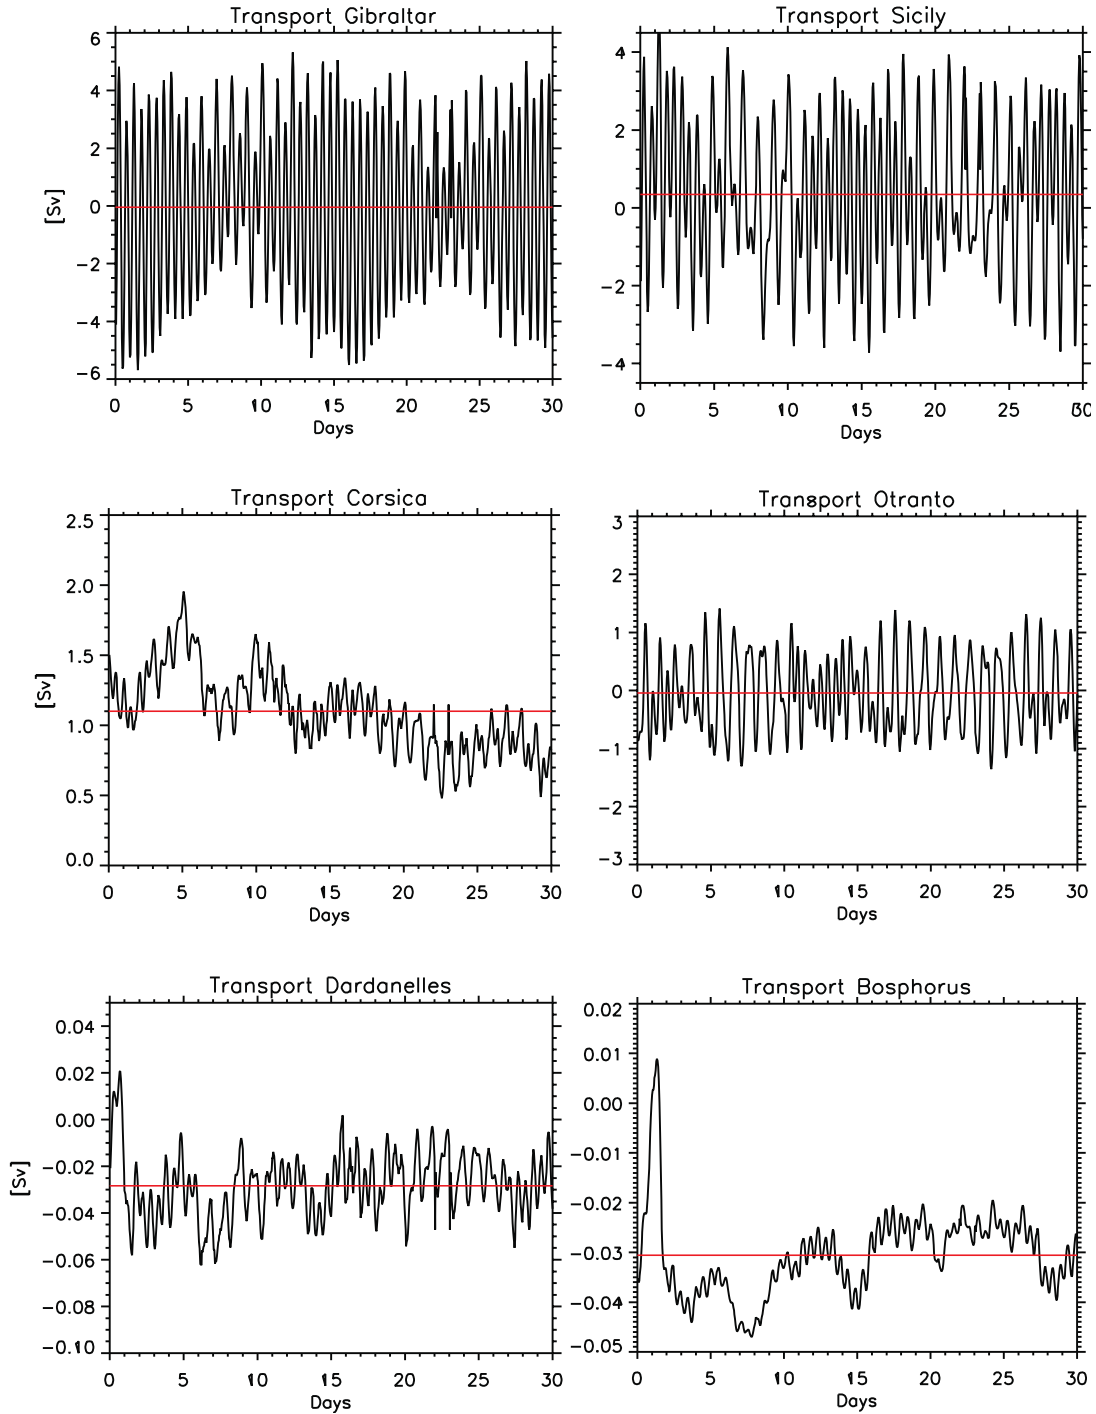 Transport Gibraltar
6
4
2
0
−2
−4
−6
[Sv]
0 5 10 15 20 25 30
Days
Transport Sicily
4
2
0
−2
−4
0 5 10 15 20 25 30
Days
Transport Corsica
2.5
2.0
1.5
1.0
0.5
0.0
[Sv]
0 5 10 15 20 25 30
Days
Transport Otranto
3
2
1
0
−1
−2
−3
0 5 10 15 20 25 30
Days
Transport Dardanelles
0.04
0.02
0.00
−0.02
−0.04
−0.06
−0.08
−0.10
[Sv]
0 5 10 15 20 25 30
Days
Transport Bosphorus
0.02
0.01
0.00
−0.01
−0.02
−0.03
−0.04
−0.05
0 5 10 15 20 25 30
Days